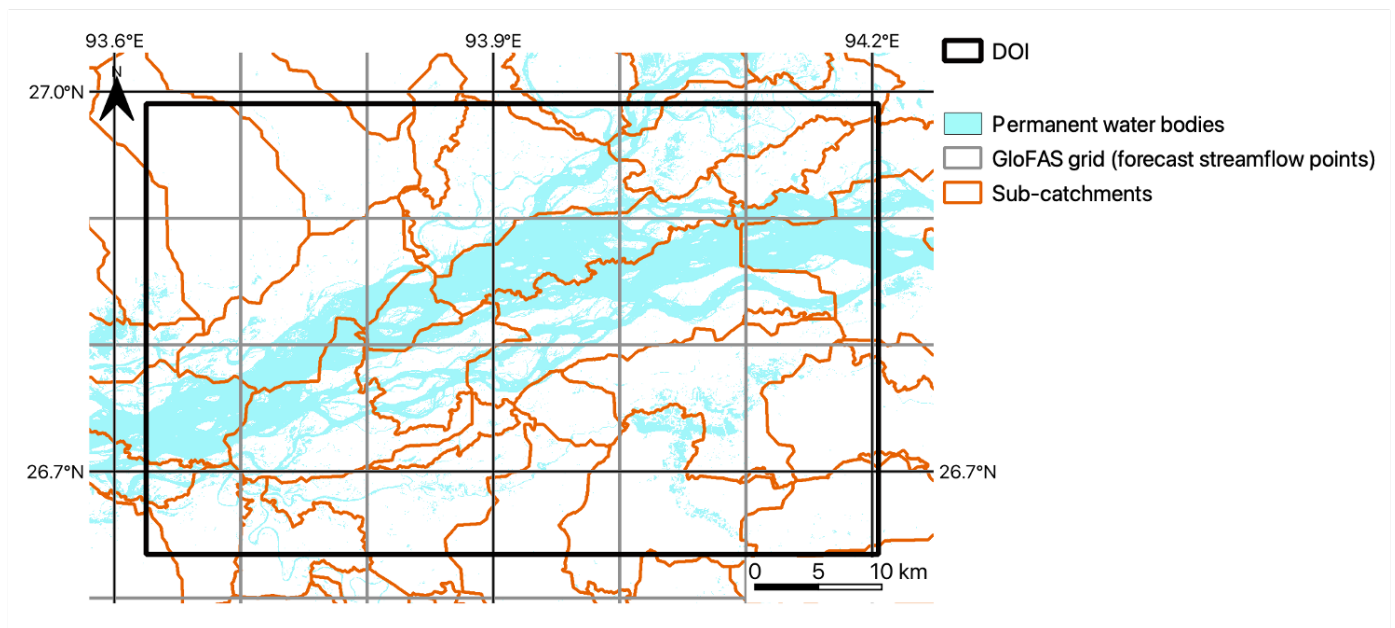 93.6°E 93.9°E 94.2°E
DOI
N
27.0°N
Permanent water bodies
GloFAS grid (forecast streamflow points)
Sub-catchments
26.7°N 26.7°N
0 5 10 km